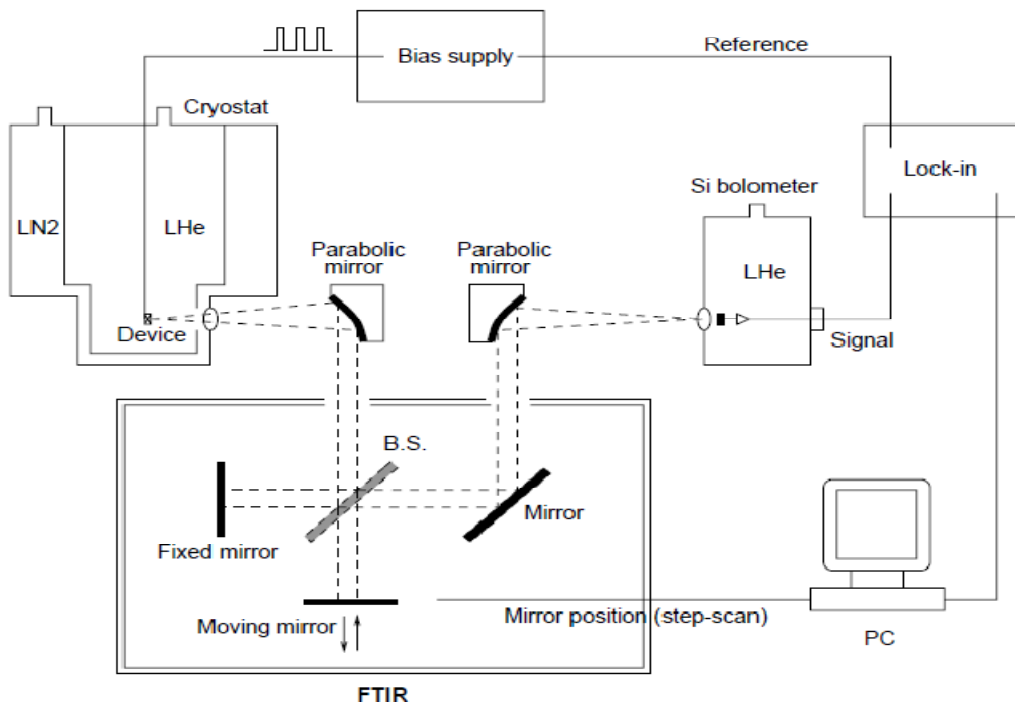 Bias supply
Reference
Cryostat
Lock-in
Si bolometer
LN2
LHe
Parabolic
mirror
Parabolic
mirror
LHe
Device
Signal
B.S.
Mirror
Fixed mirror
Mirror position (step-scan)
Moving mirror
PC
FTIR